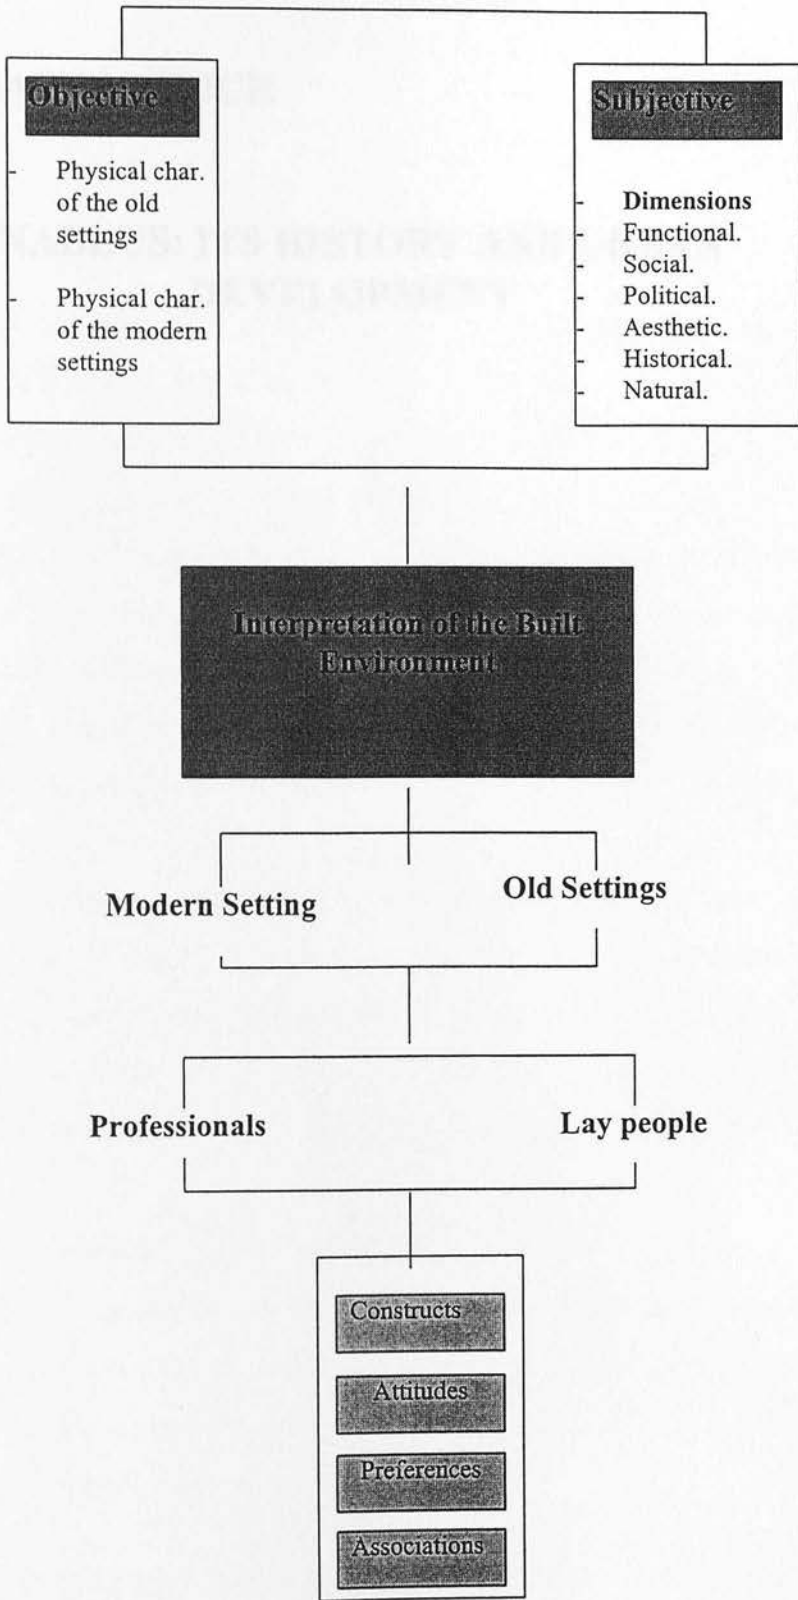 Objective
Physical char.
of the old
settings
Physical char.
of the modern
settings
Subjective
- Dimensions
- Functional.
- Social.
- Political.
- Aesthetic.
- Historical.
- Natural.
Interpretation of the Built
Environment
Modern Setting
Old Settings
Professionals
Lay people
Constructs
Attitudes
Preferences
Associations